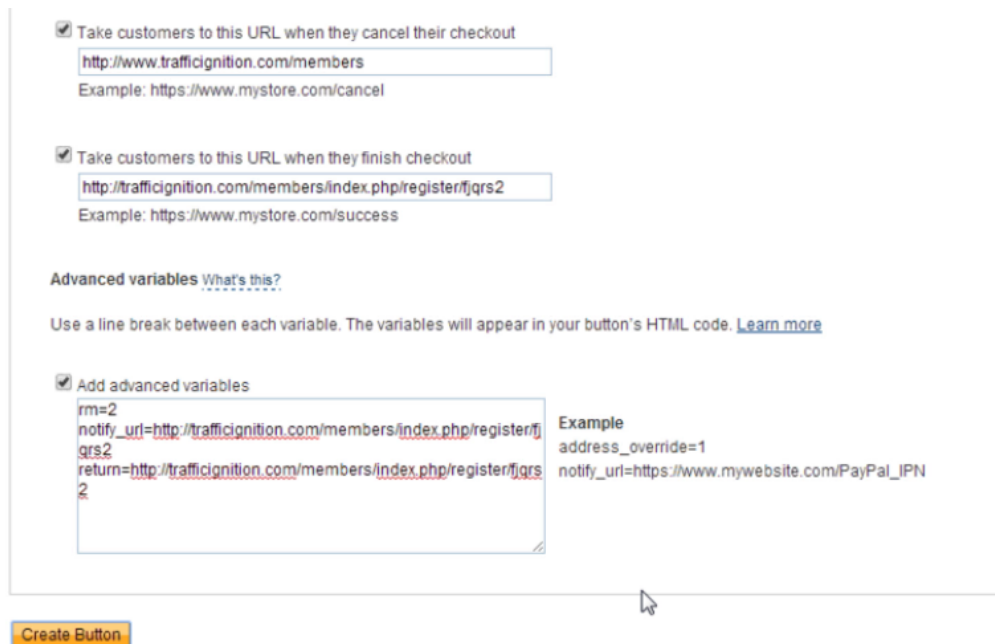 Take customers to this URL when they cancel their checkout
http://www.trafficignition.com/members
Example: https://www.mystore.com/cancel
Take customers to this URL when they finish checkout
http://trafficignition.com/members/index.php/register/fjqrs2
Example: https://www.mystore.com/success
Advanced variables What's this?
Use a line break between each variable. The variables will appear in your button's HTML code. Learn more
Add advanced variables
rm=2
notify_url=http://trafficignition.com/members/index.php/register/fj
qrs2
return=http://trafficignition.com/members/index.php/register/fjqrs
2
Example
address_override=1
notify_url=https://www.mywebsite.com/PayPal_IPN
Create Button